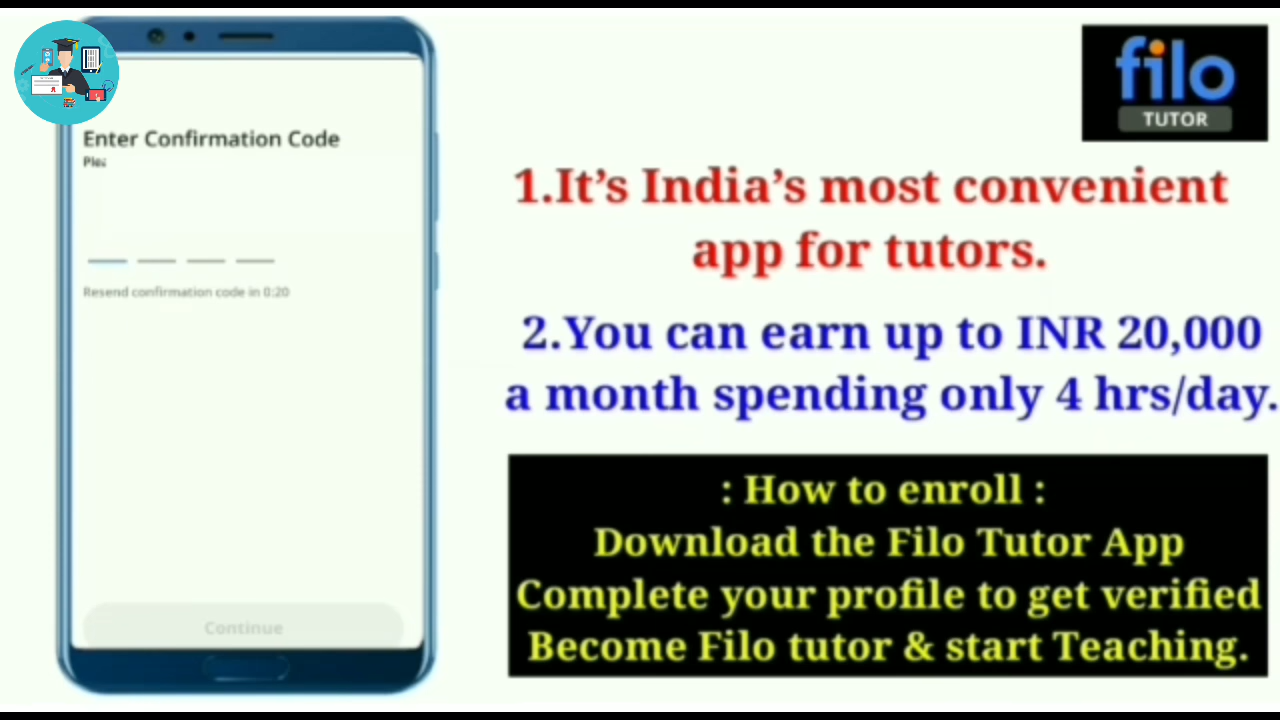 filo
TUTOR
Enter Confirmation Code
Resend confirmation code in 0:20
Continue
1.It’s India’s most convenient
app for tutors.
2.You can earn up to INR 20,000
a month spending only 4 hrs/day.
: How to enroll :
Download the Filo Tutor App
Complete your profile to get verified
Become Filo tutor & start Teaching.